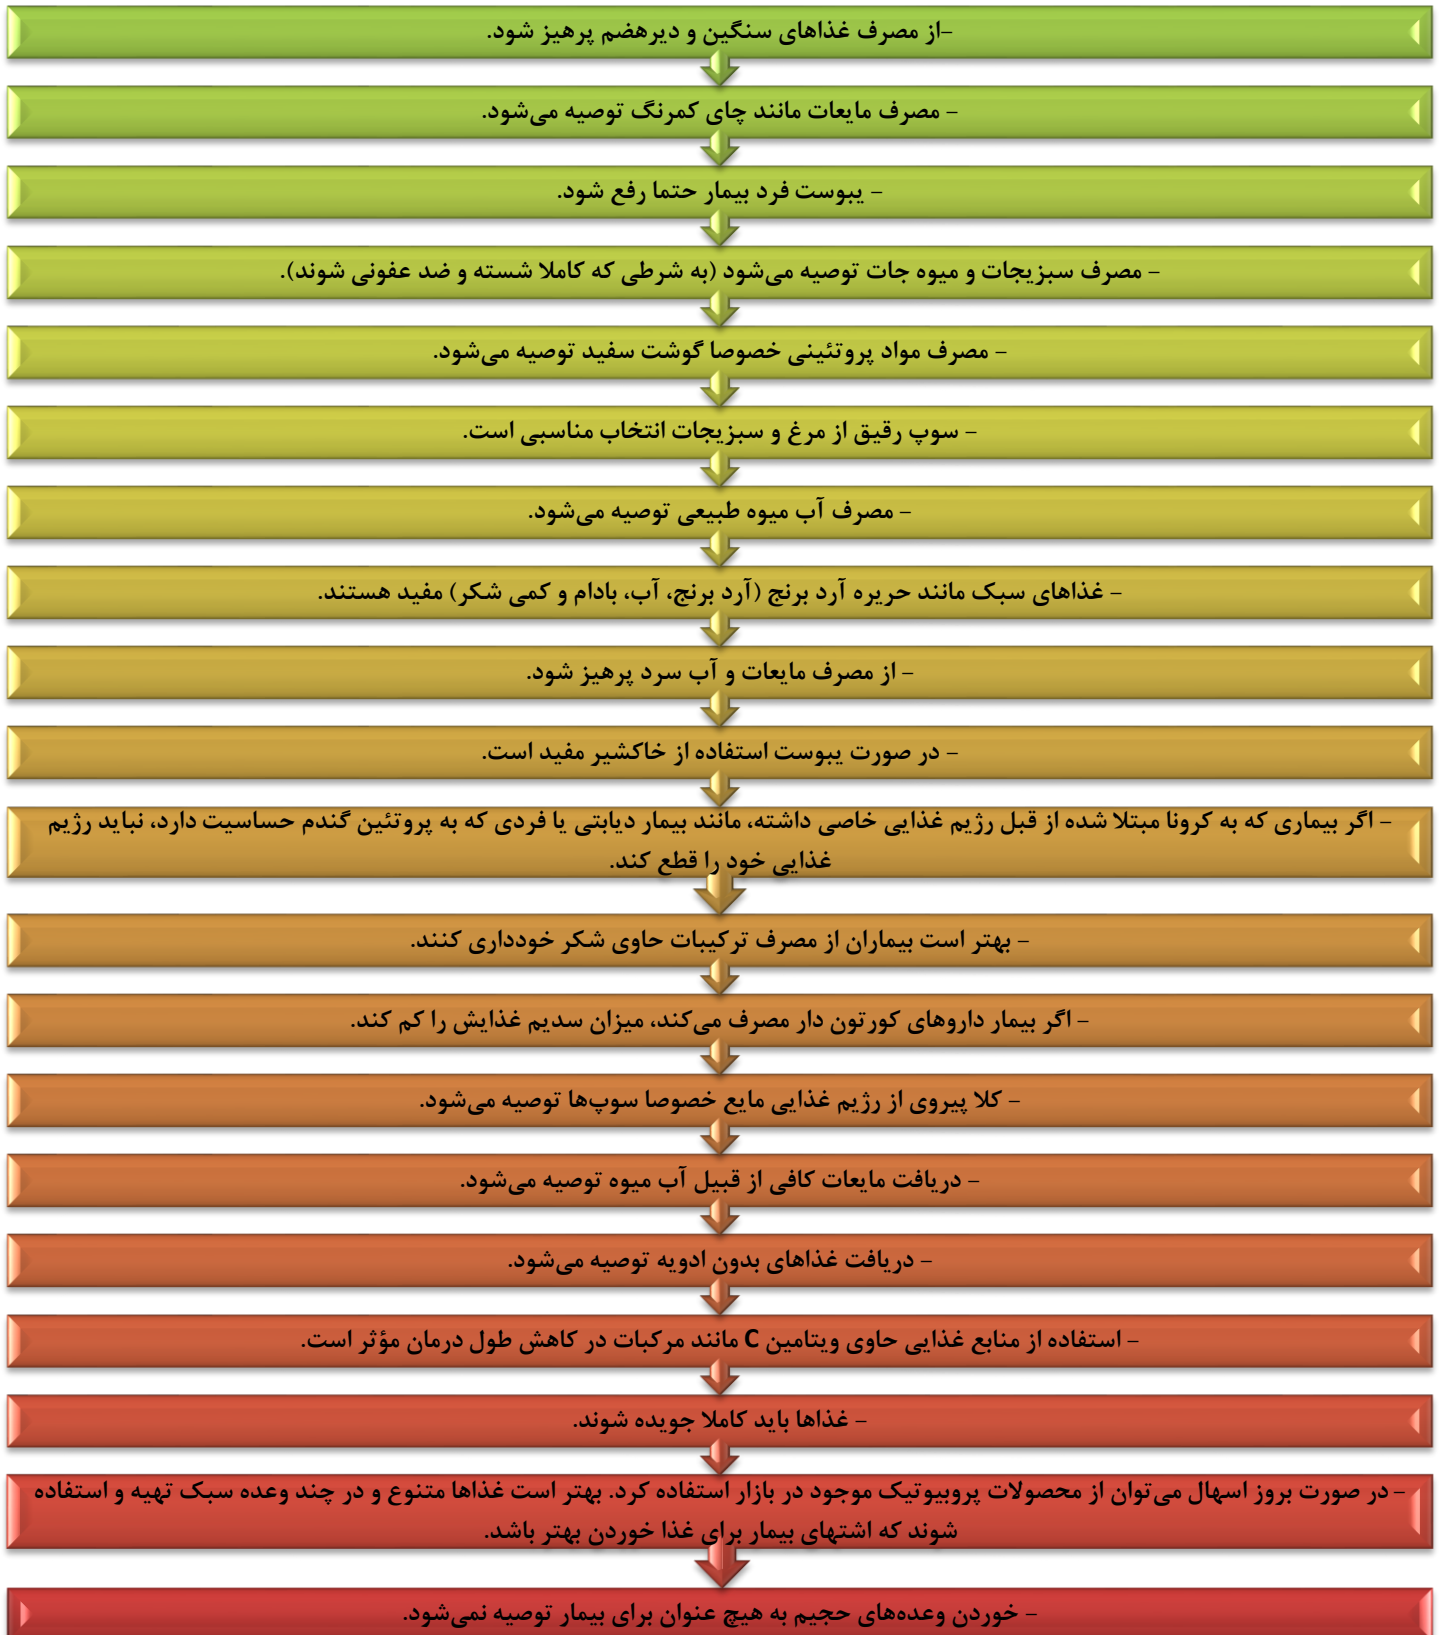 -از مصرف غذاهای سنگین و دیرهضم پرهیز شود.
- مصرف مایعات مانند چای کمرنگ توصیه می‌شود.
- یبوست فرد بیمار حتما رفع شود.
- مصرف سبزیجات و میوه جات توصیه می‌شود (به شرطی که کاملا شسته و ضد عفونی شوند).
- مصرف مواد پروتئینی خصوصا گوشت سفید توصیه می‌شود.
- سوپ رقیق از مرغ و سبزیجات انتخاب مناسبی است.
- مصرف آب میوه طبیعی توصیه می‌شود.
- غذاهای سبک مانند حریره آرد برنج (آرد برنج، آب، بادام و کمی شکر) مفید هستند.
- از مصرف مایعات و آب سرد پرهیز شود.
- در صورت یبوست استفاده از خاکشیر مفید است.
- اگر بیماری که به کرونا مبتلا شده از قبل رژیم غذایی خاصی داشته، مانند بیمار دیابتی یا فردی که به پروتئین گندم حساسیت دارد، نباید رژیم
غذایی خود را قطع کند.
- بهتر است بیماران از مصرف ترکیبات حاوی شکر خودداری کنند.
- اگر بیمار داروهای کورتون دار مصرف می‌کند، میزان سدیم غذایش را کم کند.
- کلا پیروی از رژیم غذایی مایع خصوصا سوپ‌ها توصیه می‌شود.
- دریافت مایعات کافی از قبیل آب میوه توصیه می‌شود.
- دریافت غذاهای بدون ادویه توصیه می‌شود.
- استفاده از منابع غذایی حاوی ویتامین C مانند مرکبات در کاهش طول درمان مؤثر است.
- غذاها باید کاملا جویده شوند.
- در صورت بروز اسهال می‌توان از محصولات پروبیوتیک موجود در بازار استفاده کرد. بهتر است غذاها متنوع و در چند وعده سبک تهیه و استفاده
شوند که اشتهای بیمار برای غذا خوردن بهتر باشد.
- خوردن وعده‌های حجیم به هیچ عنوان برای بیمار توصیه نمی‌شود.